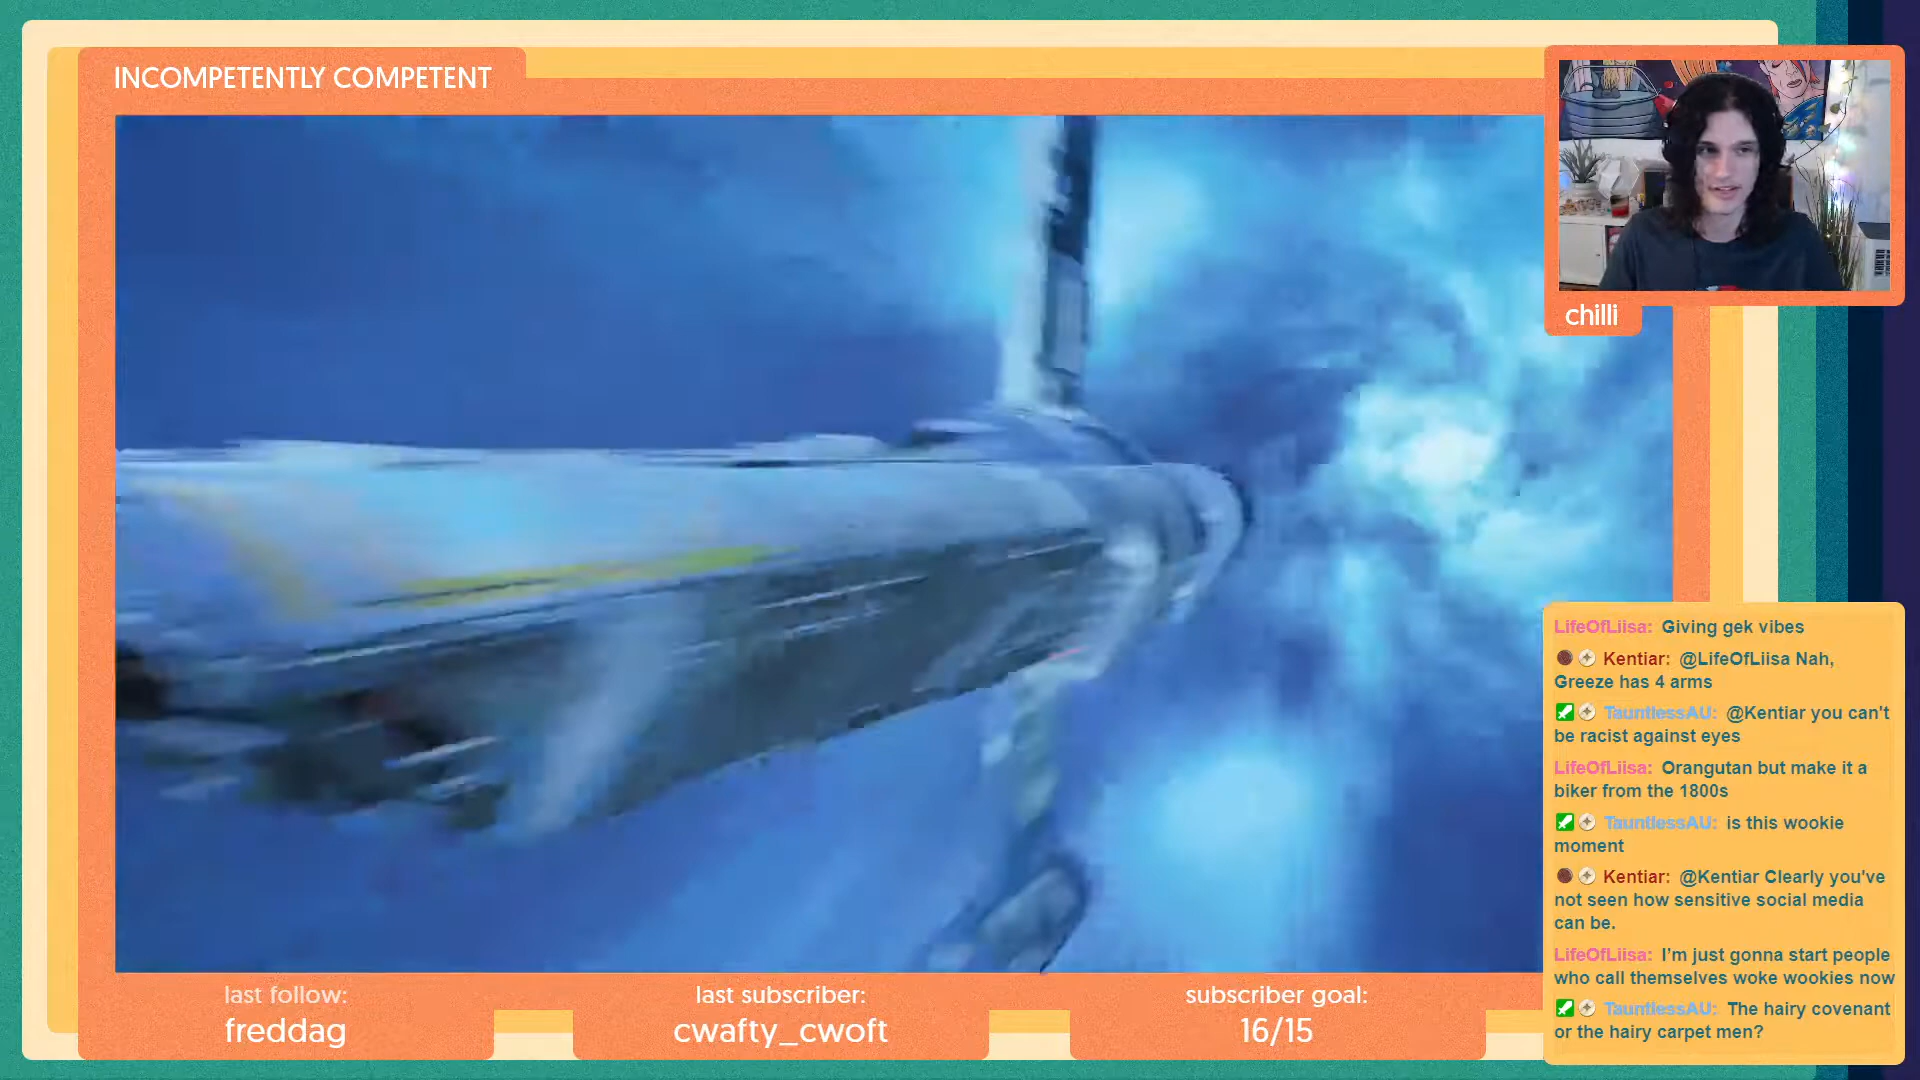 INCOMPETENTLY COMPETENT
chilli
LifeOfLiisa: Giving gek vibes
Kentiar: @LifeOfLiisa Nah,
Greeze has 4 arms
TauntlessAU: @Kentiar you can't
be racist against eyes
LifeOfLiisa: Orangutan but make it a
biker from the 1800s
TauntlessAU: is this wookie
moment
Kentiar: @Kentiar Clearly you've
not seen how sensitive social media
can be.
LifeOfLiisa: I'm just gonna start people
who call themselves woke wookies now
TauntlessAU: The hairy covenant
or the hairy carpet men?
last follow:
freddag
last subscriber:
cwafty_cwoft
subscriber goal:
16/15